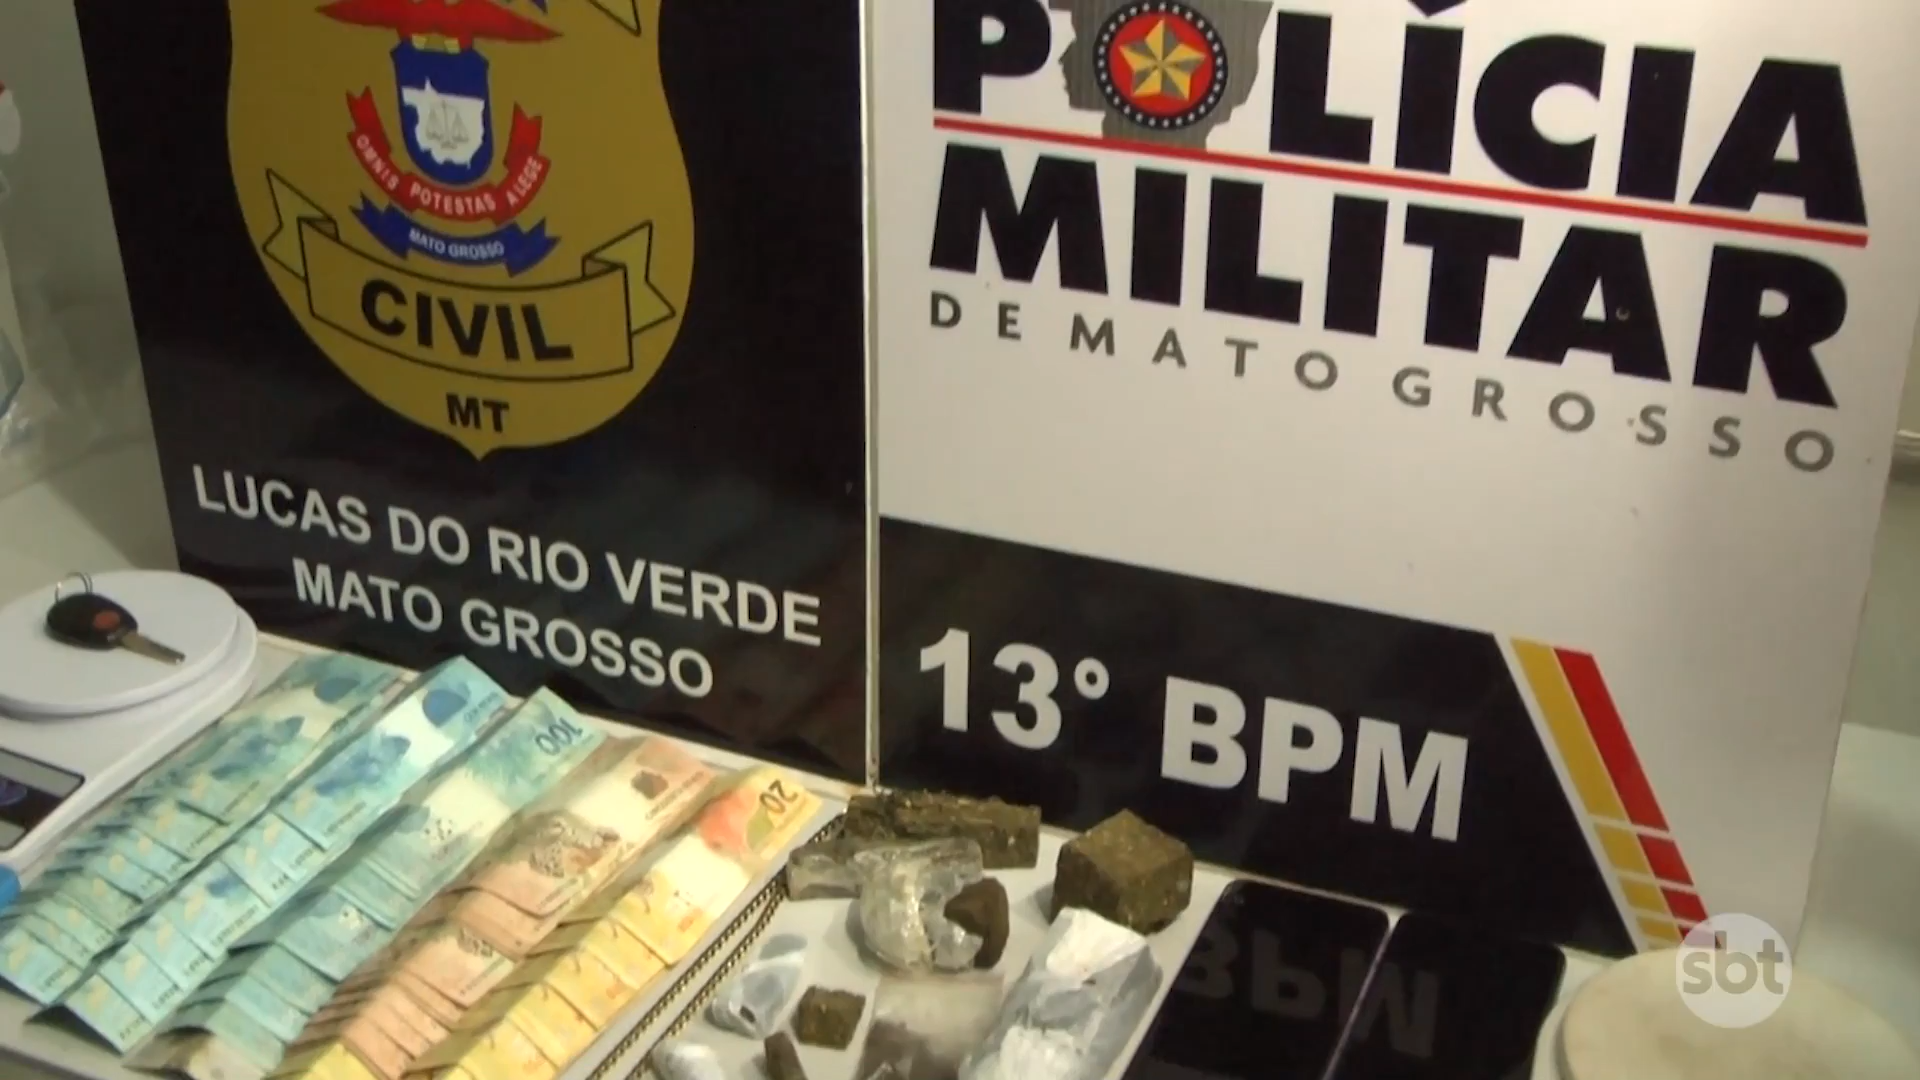 OMNIS POTESTAS A LEGE
MATO GROSSO
CIVIL
MT
LUCAS DO RIO VERDE
MATO GROSSO
POLÍCIA
MILITAR
DE MATO GROSSO
13° BPM
100
20
sbt